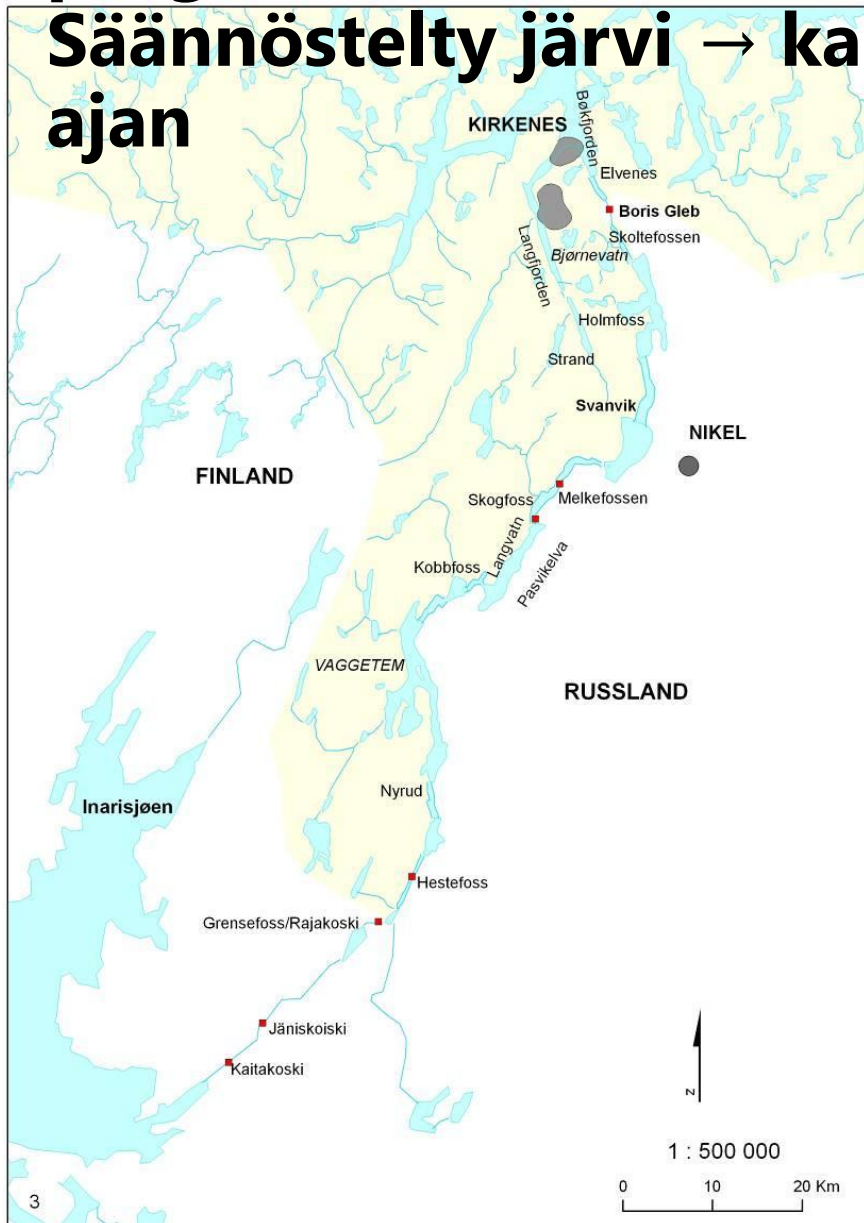 Säännöstelty järvi → ka
ajan
KIRKENES
Bøkfjorden
Elvenes
Boris Gleb
Skoltefossen
Bjørnevatn
Langfjorden
Holmfoss
Strand
Svanvik
NIKEL
FINLAND
Skogfoss
Melkefossen
Langvatn
Kobbfoss
Pasvikelva
VAGGETEM
RUSSLAND
Inarisjøen
Nyrud
Hestefoss
Grensefoss/Rajakoski
Jäniskoiski
Kaitakoski
N
1 : 500 000
0 10 20 Km
3